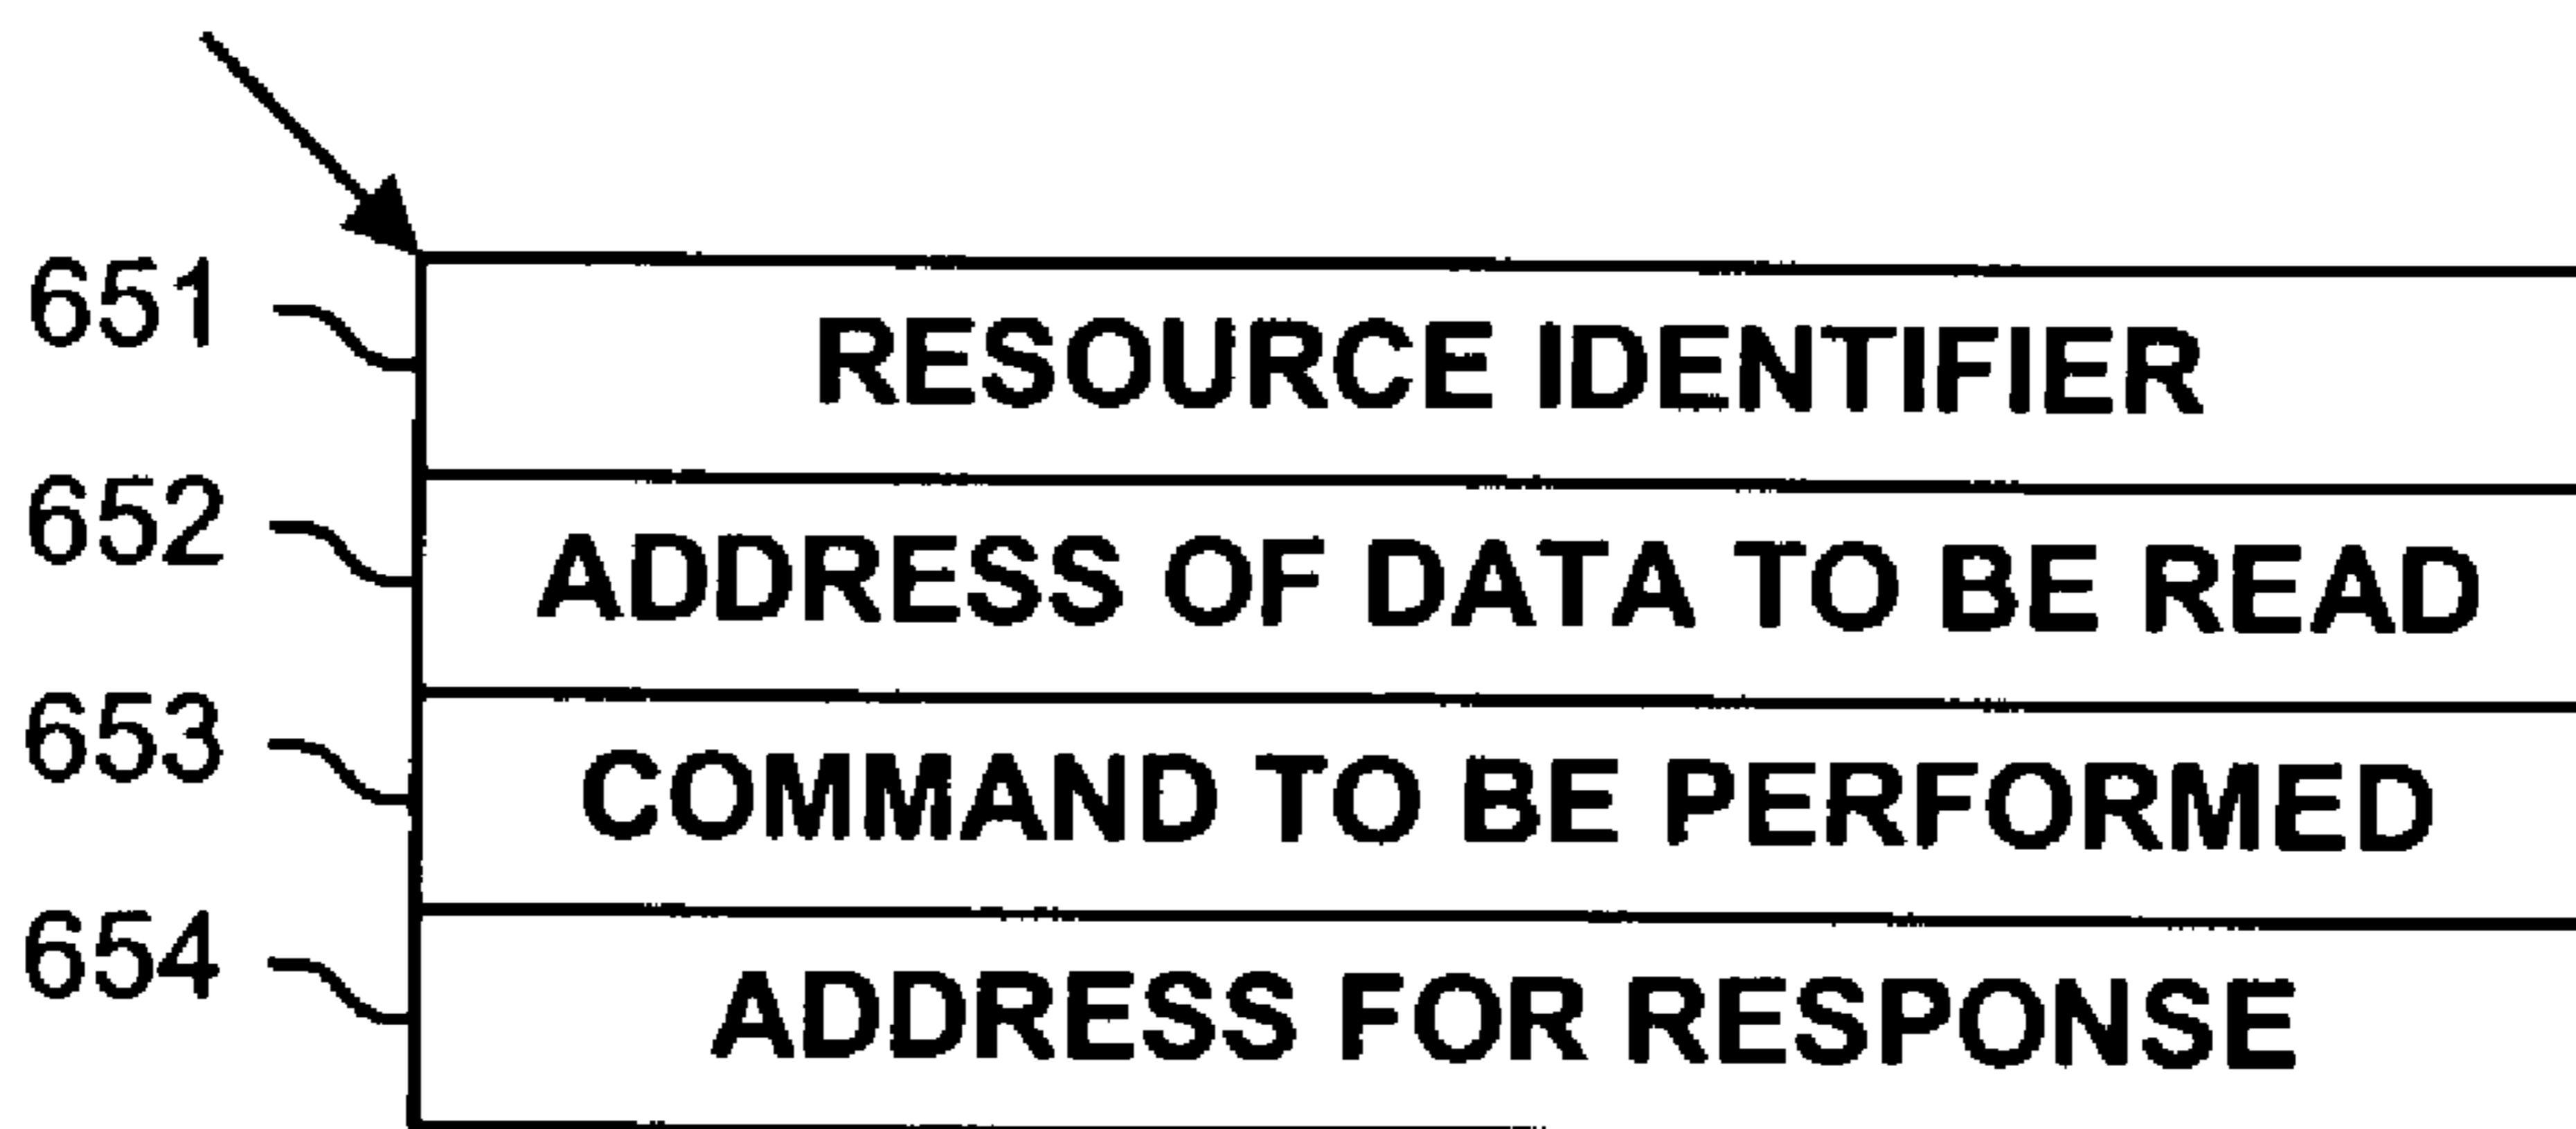 651 RESOURCE IDENTIFIER
652 ADDRESS OF DATA TO BE READ
653 COMMAND TO BE PERFORMED
654 ADDRESS FOR RESPONSE